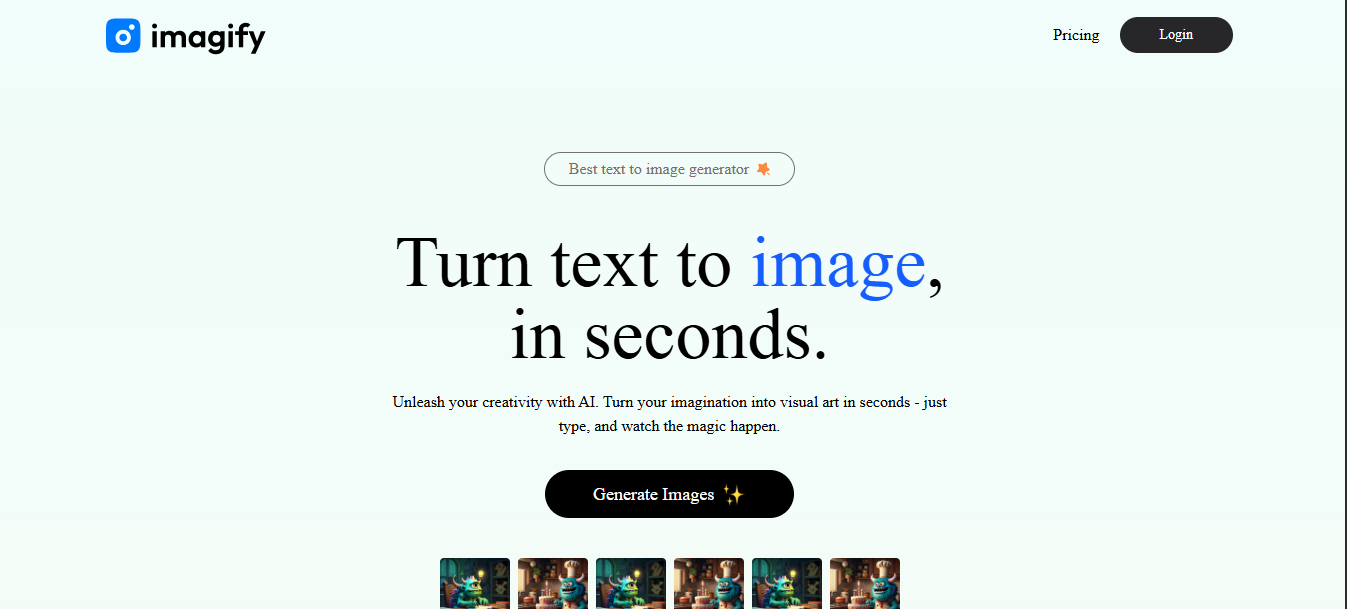 imagify
Pricing
Login
Best text to image generator
Turn text to image,
in seconds.
Unleash your creativity with AI. Turn your imagination into visual art in seconds - just
type, and watch the magic happen.
Generate Images ✨